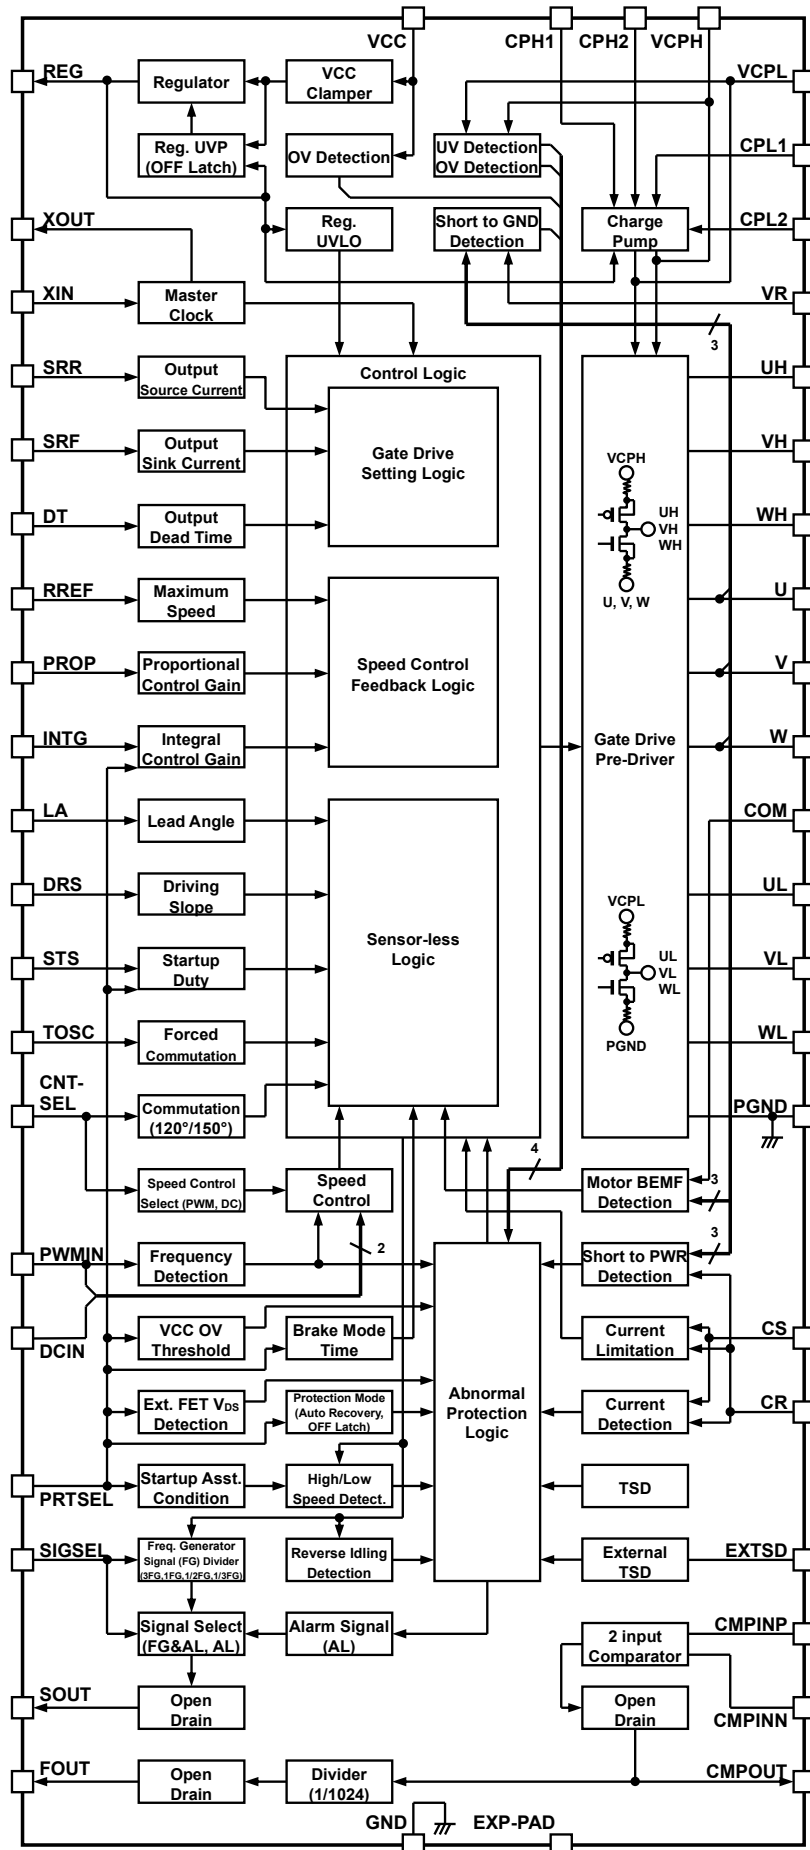 VCC
CPH1
CPH2
VCPH
REG
VCPL
Regulator
VCC
Clamper
Reg. UVP
(OFF Latch)
OV Detection
UV Detection
OV Detection
CPL1
XOUT
Reg.
UVLO
Short to GND
Detection
Charge
Pump
CPL2
XIN
Master
Clock
VR
3
SRR
Output
Source Current
Control Logic
UH
Gate Drive
Setting Logic
SRF
Output
Sink Current
VH
VCPH
UH
VH
WH
U, V, W
DT
Output
Dead Time
WH
RREF
Maximum
Speed
U
PROP
Proportional
Control Gain
Speed Control
Feedback Logic
V
INTG
Integral
Control Gain
Gate Drive
Pre-Driver
W
LA
Lead Angle
COM
DRS
Driving
Slope
VCPL
UL
VL
WL
PGND
UL
Sensor-less
Logic
STS
Startup
Duty
VL
TOSC
Forced
Commutation
WL
CNT-
SEL
Commutation
(120°/150°)
PGND
4
Speed Control
Select (PWM, DC)
Speed
Control
Motor BEMF
Detection
3
PWMIN
Frequency
Detection
2
Short to PWR
Detection
3
DCIN
VCC OV
Threshold
Brake Mode
Time
Current
Limitation
CS
Ext. FET VDS
Detection
Protection Mode
(Auto Recovery,
OFF Latch)
Abnormal
Protection
Logic
Current
Detection
CR
PRTSEL
Startup Asst.
Condition
High/Low
Speed Detect.
TSD
SIGSEL
Freq. Generator
Signal (FG) Divider
(3FG,1FG,1/2FG,1/3FG)
Reverse Idling
Detection
External
TSD
EXTSD
Signal Select
(FG&AL, AL)
Alarm Signal
(AL)
2 input
Comparator
CMPINP
SOUT
Open
Drain
Open
Drain
CMPINN
FOUT
Open
Drain
Divider
(1/1024)
CMPOUT
GND
EXP-PAD